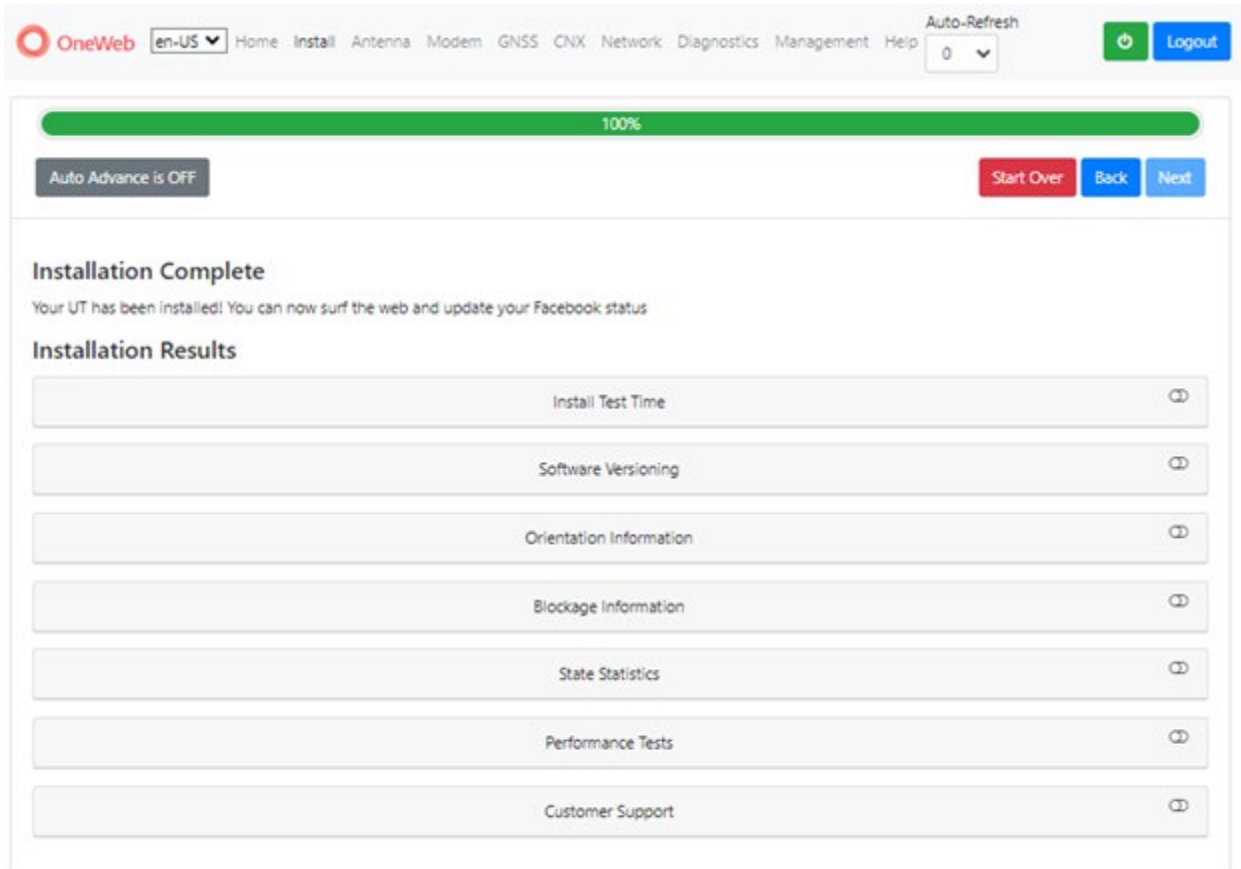 Auto-Refresh
OneWeb en-US Home Install Antenna Modem GNSS CNX Network Diagnostics Management Help 0 Logout
100%
Auto Advance is OFF Start Over Back Next
Installation Complete
Your UT has been installed! You can now surf the web and update your Facebook status
Installation Results
Install Test Time
Software Versioning
Orientation Information
Blockage Information
State Statistics
Performance Tests
Customer Support